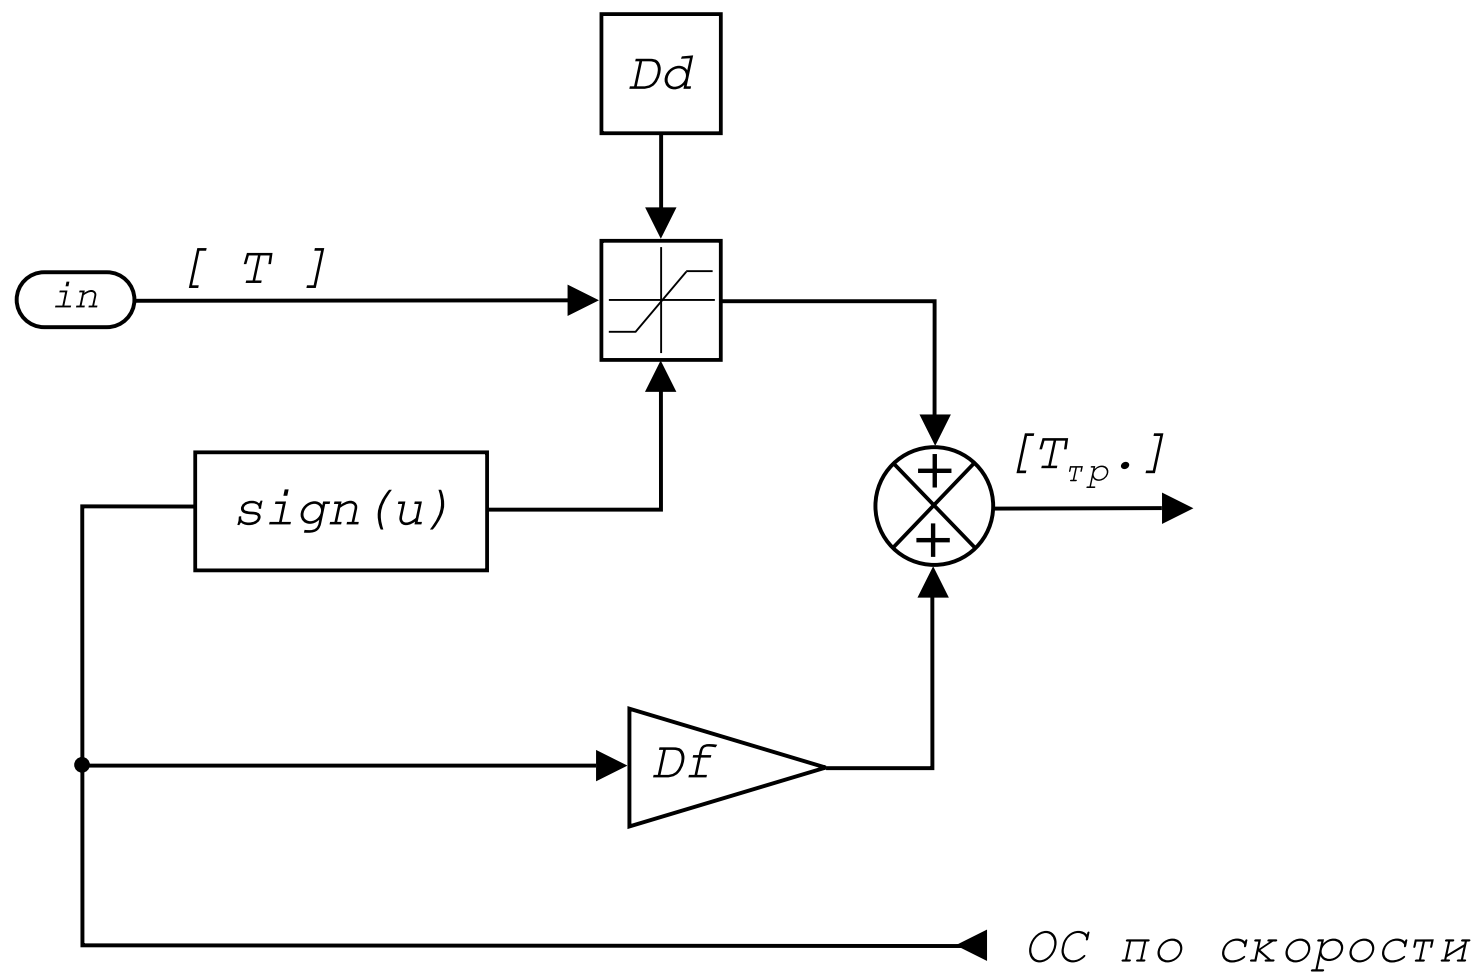 Dd
[ T ]
in
[Tтр.]
sign(u)
Df
ОС по скорости